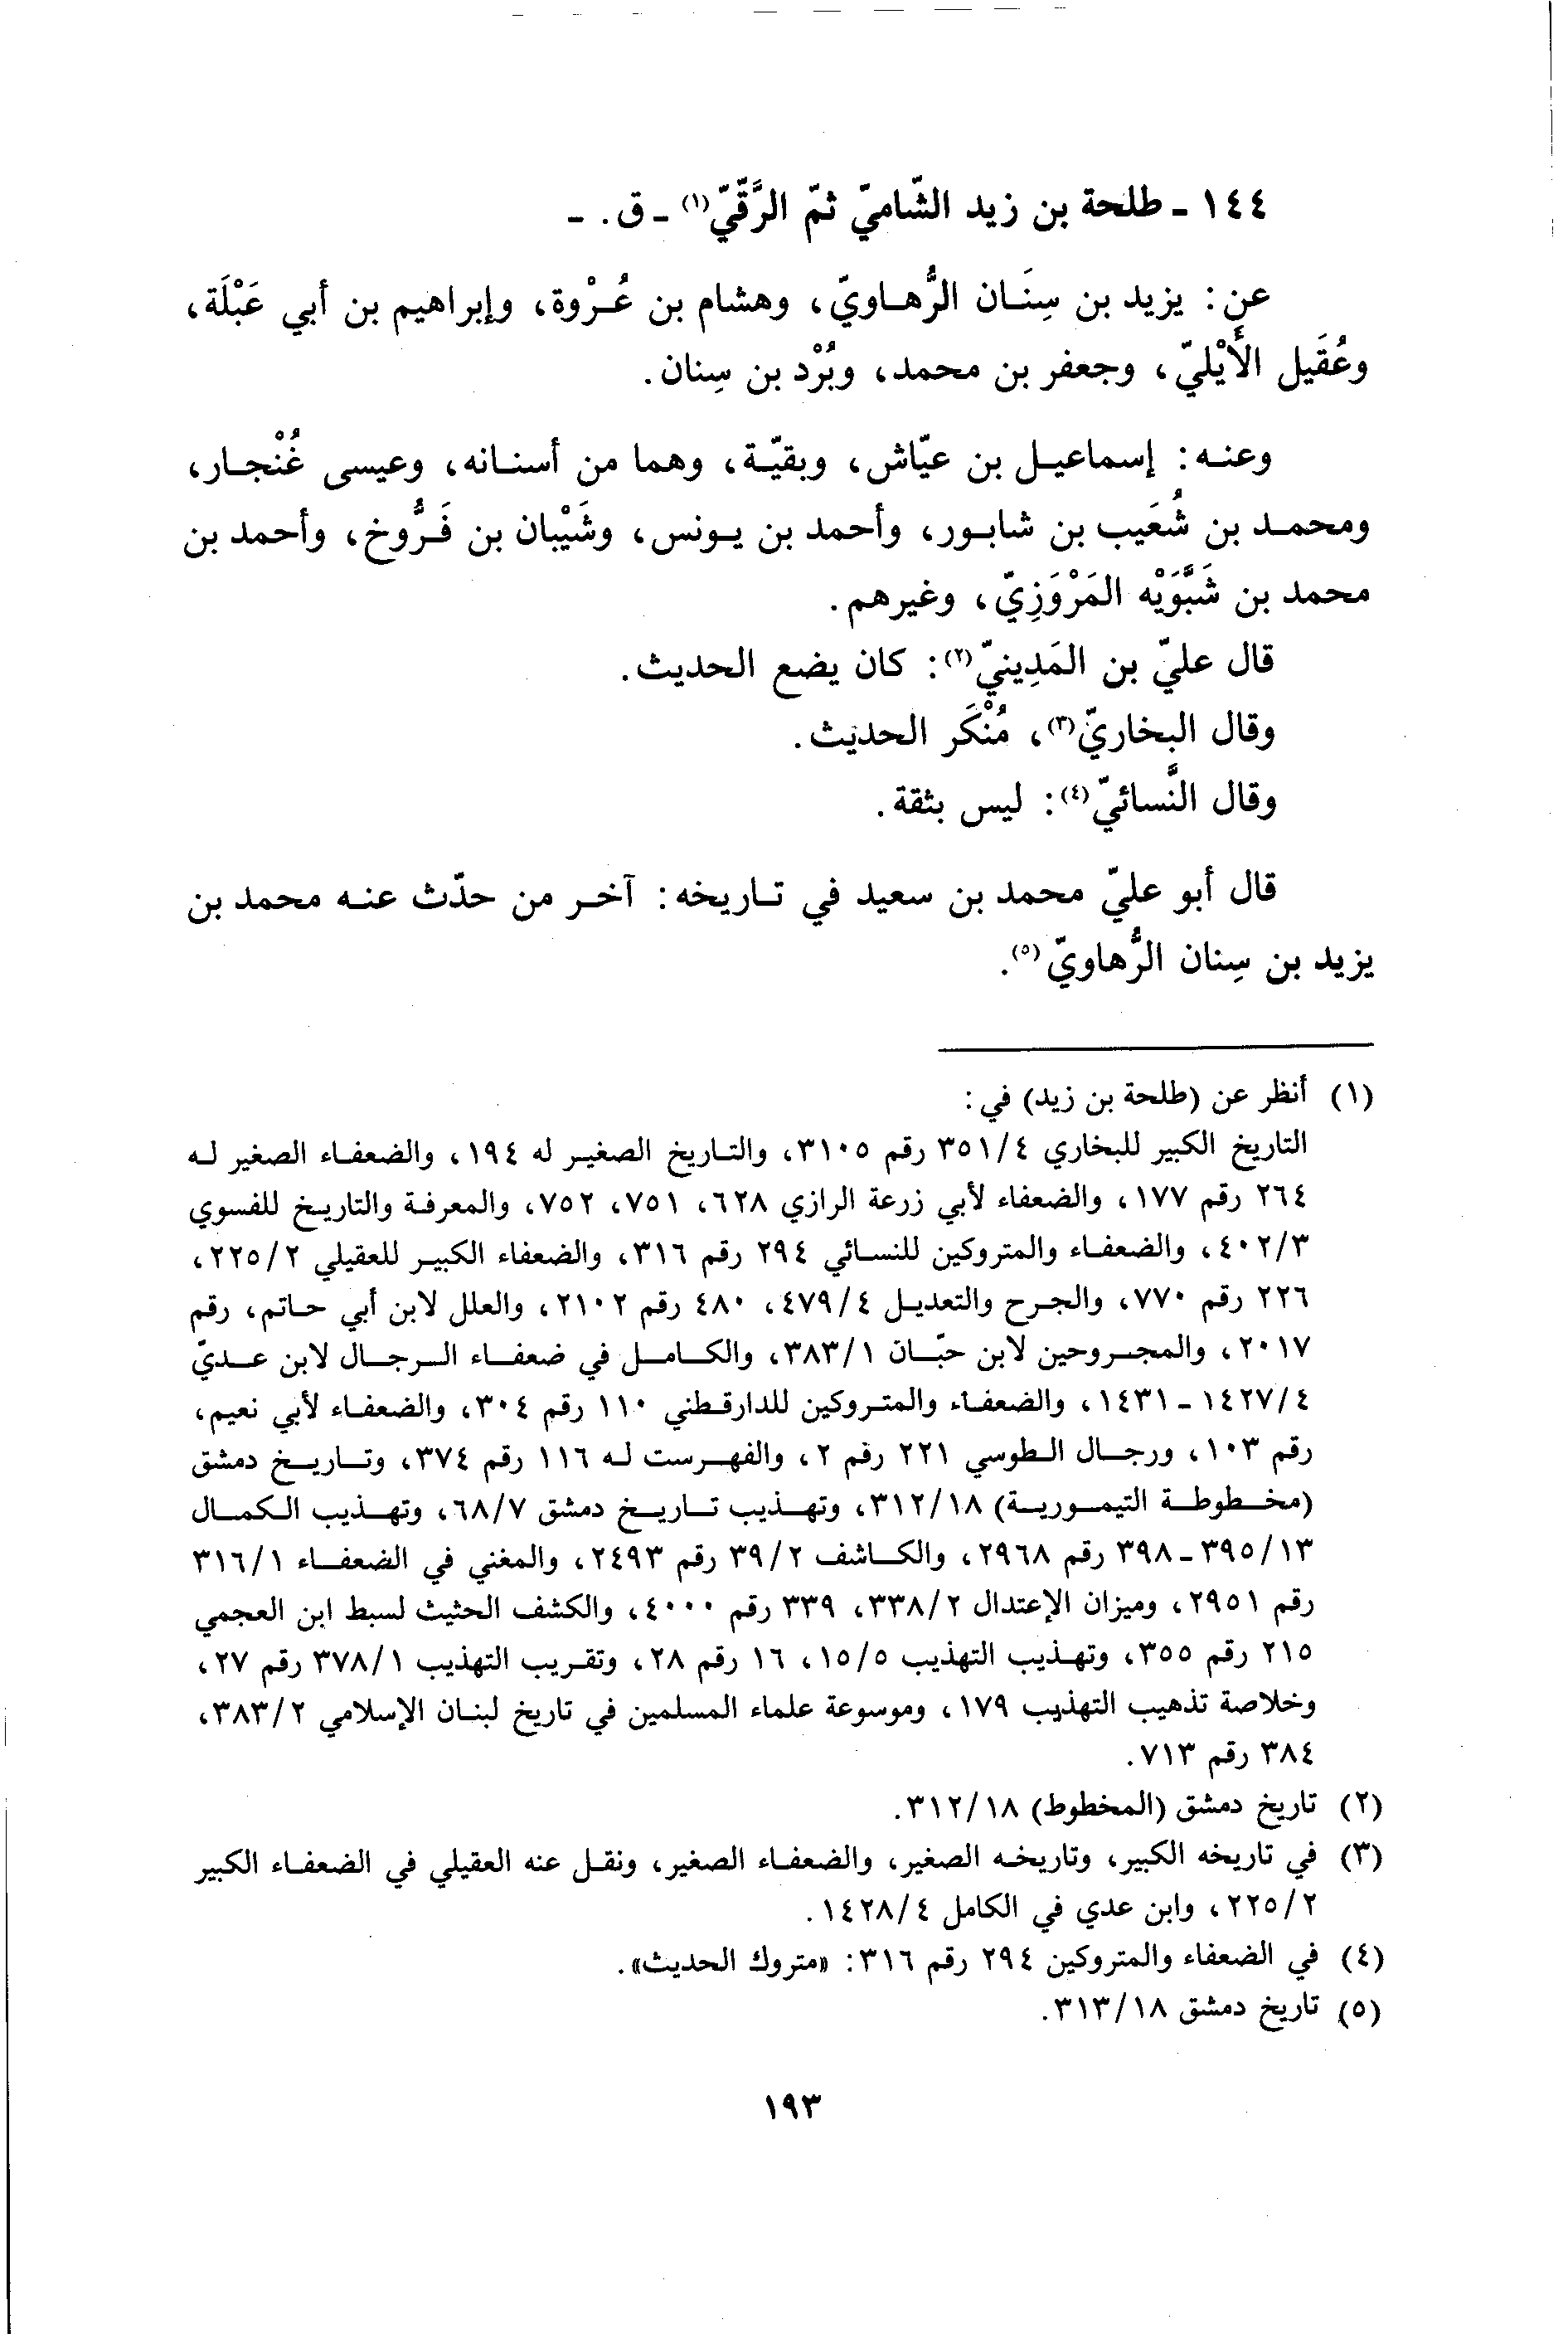 ١٤٤ - طلحة بن زيد الشّاميّ ثمّ الرَّقّيّ(١) - ق. -
عن: يزيد بن سِنَان الرُّهاويّ، وهشام بن عُرْوة، وإبراهيم بن أبي عَبْلَة،
وعُقَيل الأَيْليّ، وجعفر بن محمد، وبُرْد بن سِنان.
وعنه: إسماعيل بن عيّاش، وبقيّة، وهما من أسنانه، وعيسى غُنْجار،
ومحمد بن شُعَيب بن شابور، وأحمد بن يونس، وشَيْبان بن فَرُّوخ، وأحمد بن
محمد بن شَبَّوَيْه المَرْوَزِيّ، وغيرهم.
قال عليّ بن المَدِينيّ(٢): كان يضع الحديث.
وقال البخاريّ(٣)، مُنْكَر الحديث.
وقال النَّسائيّ(٤): ليس بثقة.
قال أبو عليّ محمد بن سعيد في تاريخه: آخر من حدّث عنه محمد بن
يزيد بن سِنان الرُّهاويّ(٥).
(١) أنظر عن (طلحة بن زيد) في:
التاريخ الكبير للبخاري ٣٥١/٤ رقم ٣١٠٥، والتاريخ الصغير له ١٩٤، والضعفاء الصغير له
٢٦٤ رقم ١٧٧، والضعفاء لأبي زرعة الرازي ٦٢٨، ٧٥١، ٧٥٢، والمعرفة والتاريخ للفسوي
٤٠٢/٣، والضعفاء والمتروكين للنسائي ٢٩٤ رقم ٣١٦، والضعفاء الكبير للعقيلي ٢٢٥/٢،
٢٢٦ رقم ٧٧٠، والجرح والتعديل ٤٧٩/٤، ٤٨٠ رقم ٢١٠٢، والعلل لابن أبي حاتم، رقم
٢٠١٧، والمجروحين لابن حبّان ٣٨٣/١، والكامل في ضعفاء الرجال لابن عديّ
١٤٢٧/٤ - ١٤٣١، والضعفاء والمتروكين للدارقطني ١١٠ رقم ٣٠٤، والضعفاء لأبي نعيم،
رقم ١٠٣، ورجال الطوسي ٢٢١ رقم ٢، والفهرست له ١١٦ رقم ٣٧٤، وتاريخ دمشق
(مخطوطة التيمورية) ٣١٢/١٨، وتهذيب تاريخ دمشق ٦٨/٧، وتهذيب الكمال
٣٩٥/١٣ - ٣٩٨ رقم ٢٩٦٨، والكاشف ٣٩/٢ رقم ٢٤٩٣، والمغني في الضعفاء ٣١٦/١
رقم ٢٩٥١، وميزان الإعتدال ٣٣٨/٢، ٣٣٩ رقم ٤٠٠٠، والكشف الحثيث لسبط ابن العجمي
٢١٥ رقم ٣٥٥، وتهذيب التهذيب ١٥/٥، ١٦ رقم ٢٨، وتقريب التهذيب ٣٧٨/١ رقم ٢٧،
وخلاصة تذهيب التهذيب ١٧٩، وموسوعة علماء المسلمين في تاريخ لبنان الإسلامي ٣٨٣/٢،
٣٨٤ رقم ٧١٣.
(٢) تاريخ دمشق (المخطوط) ٣١٢/١٨.
(٣) في تاريخه الكبير، وتاريخه الصغير، والضعفاء الصغير، ونقل عنه العقيلي في الضعفاء الكبير
٢٢٥/٢، وابن عدي في الكامل ١٤٢٨/٤.
(٤) في الضعفاء والمتروكين ٢٩٤ رقم ٣١٦: «متروك الحديث».
(٥) تاريخ دمشق ٣١٣/١٨.
١٩٣